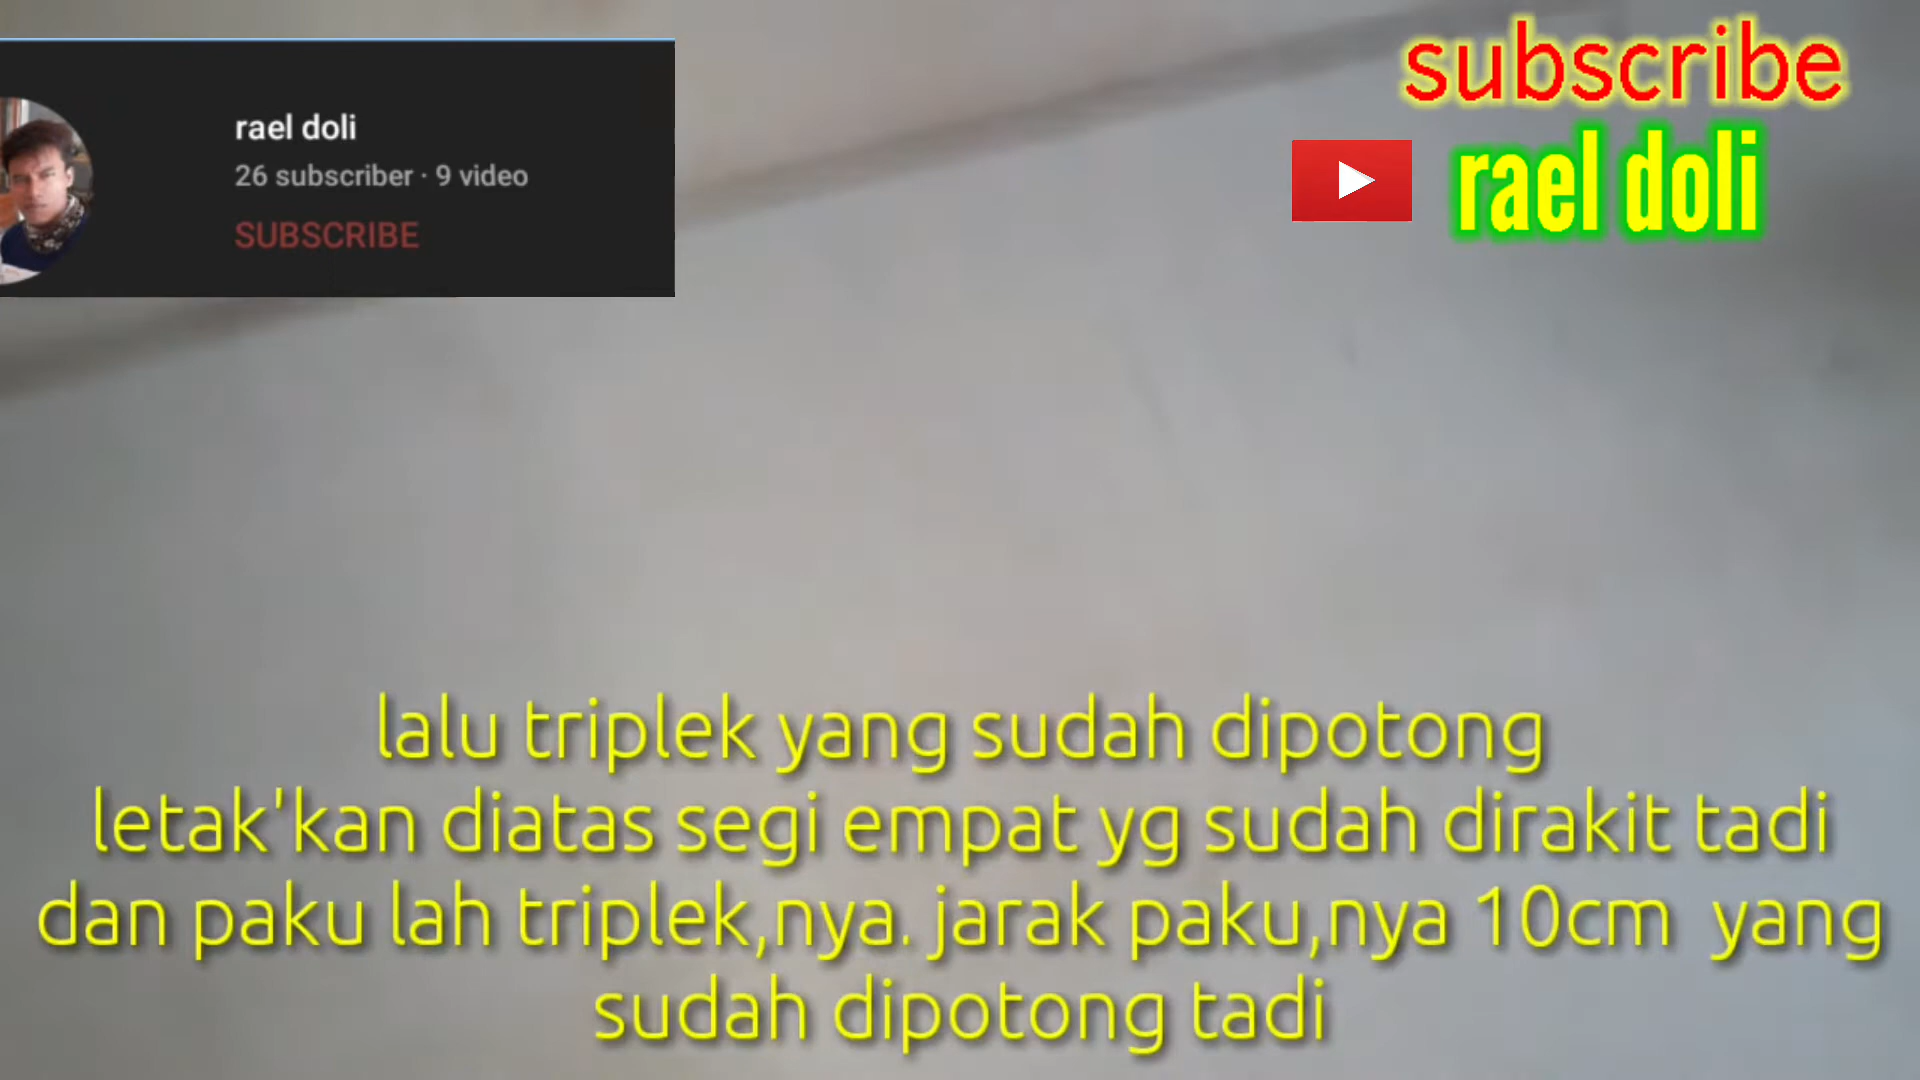 rael doli
26 subscriber · 9 video
SUBSCRIBE
subscribe
rael doli
lalu triplek yang sudah dipotong
letak'kan diatas segi empat yg sudah dirakit tadi
dan paku lah triplek,nya. jarak paku,nya 10cm  yang
sudah dipotong tadi